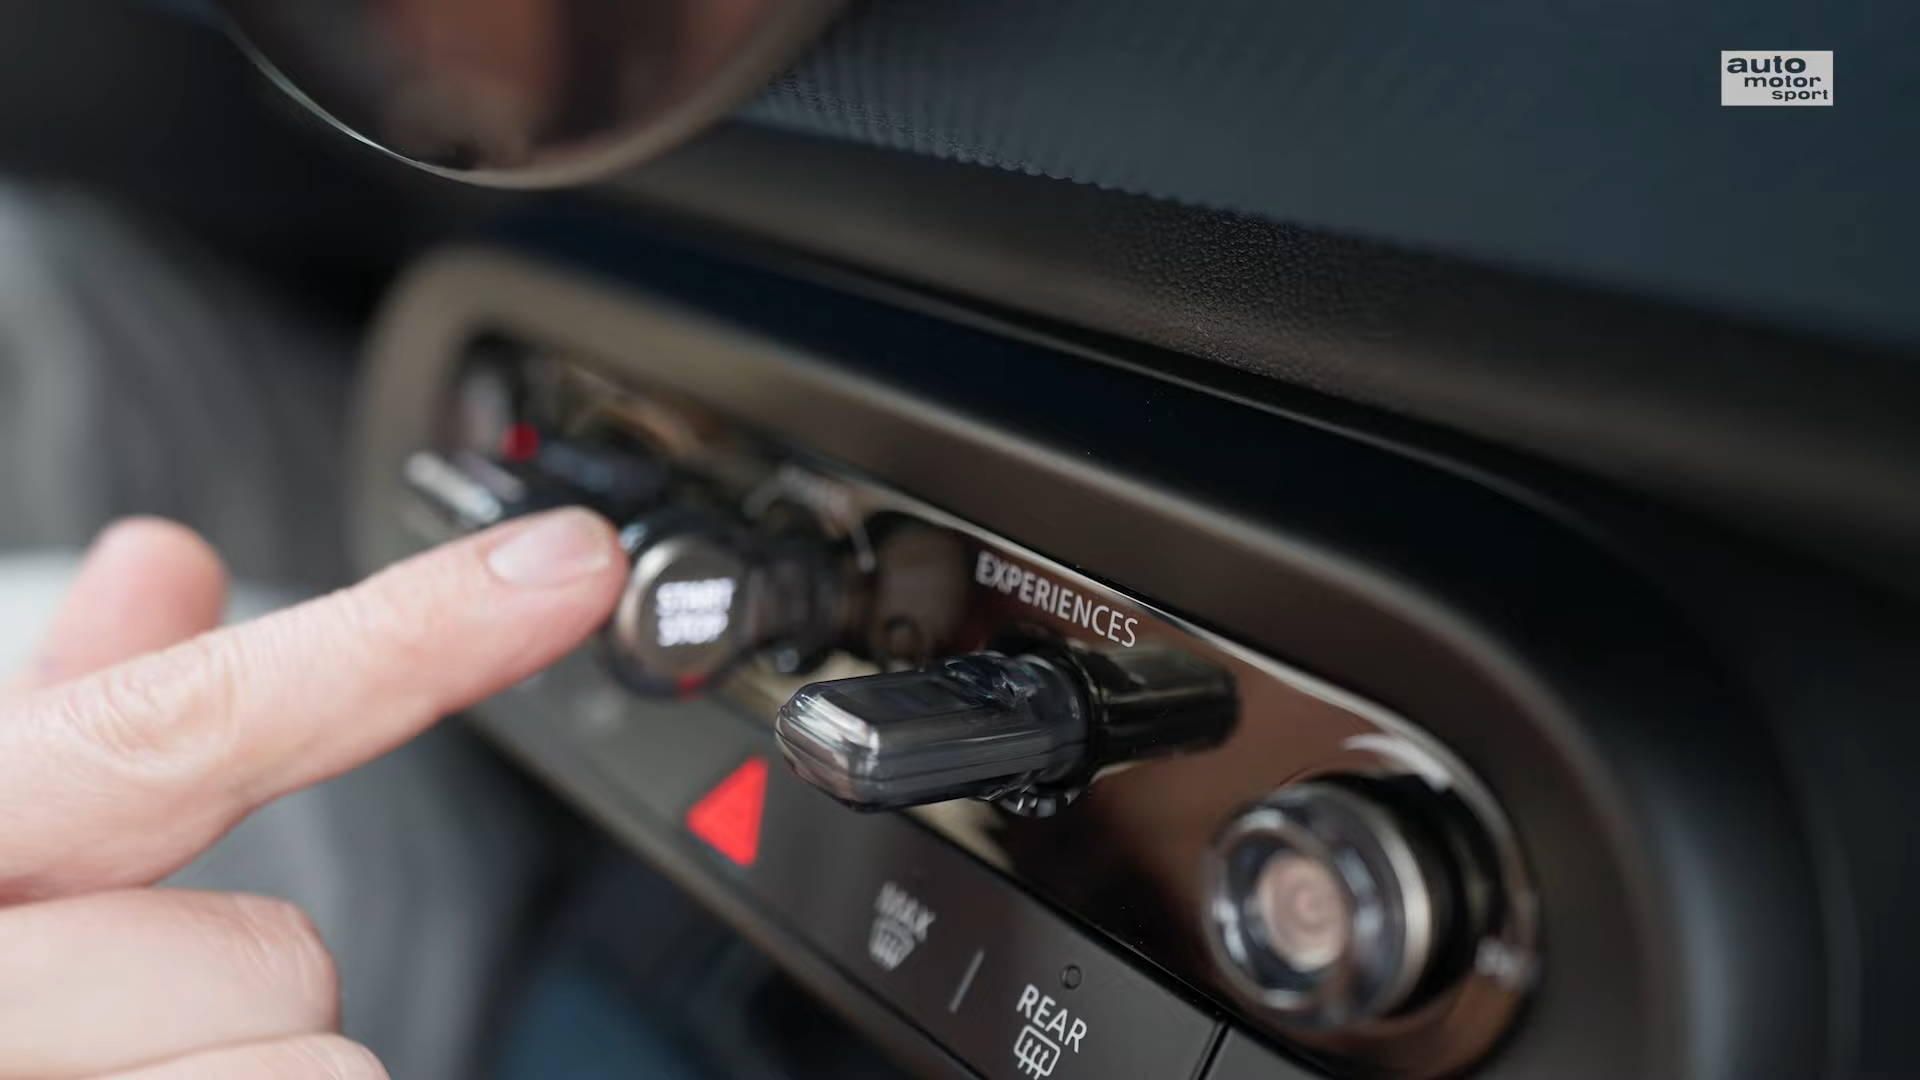 auto
motor
sport
EXPERIENCES
START
STOP
MAX
REAR